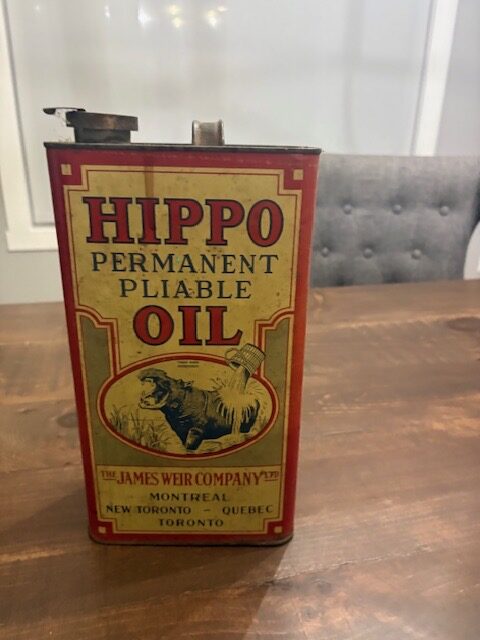 HIPPO
PERMANENT
PLIABLE
OIL
THE JAMES WEIR COMPANY LTD
MONTREAL
NEW TORONTO - QUEBEC
TORONTO